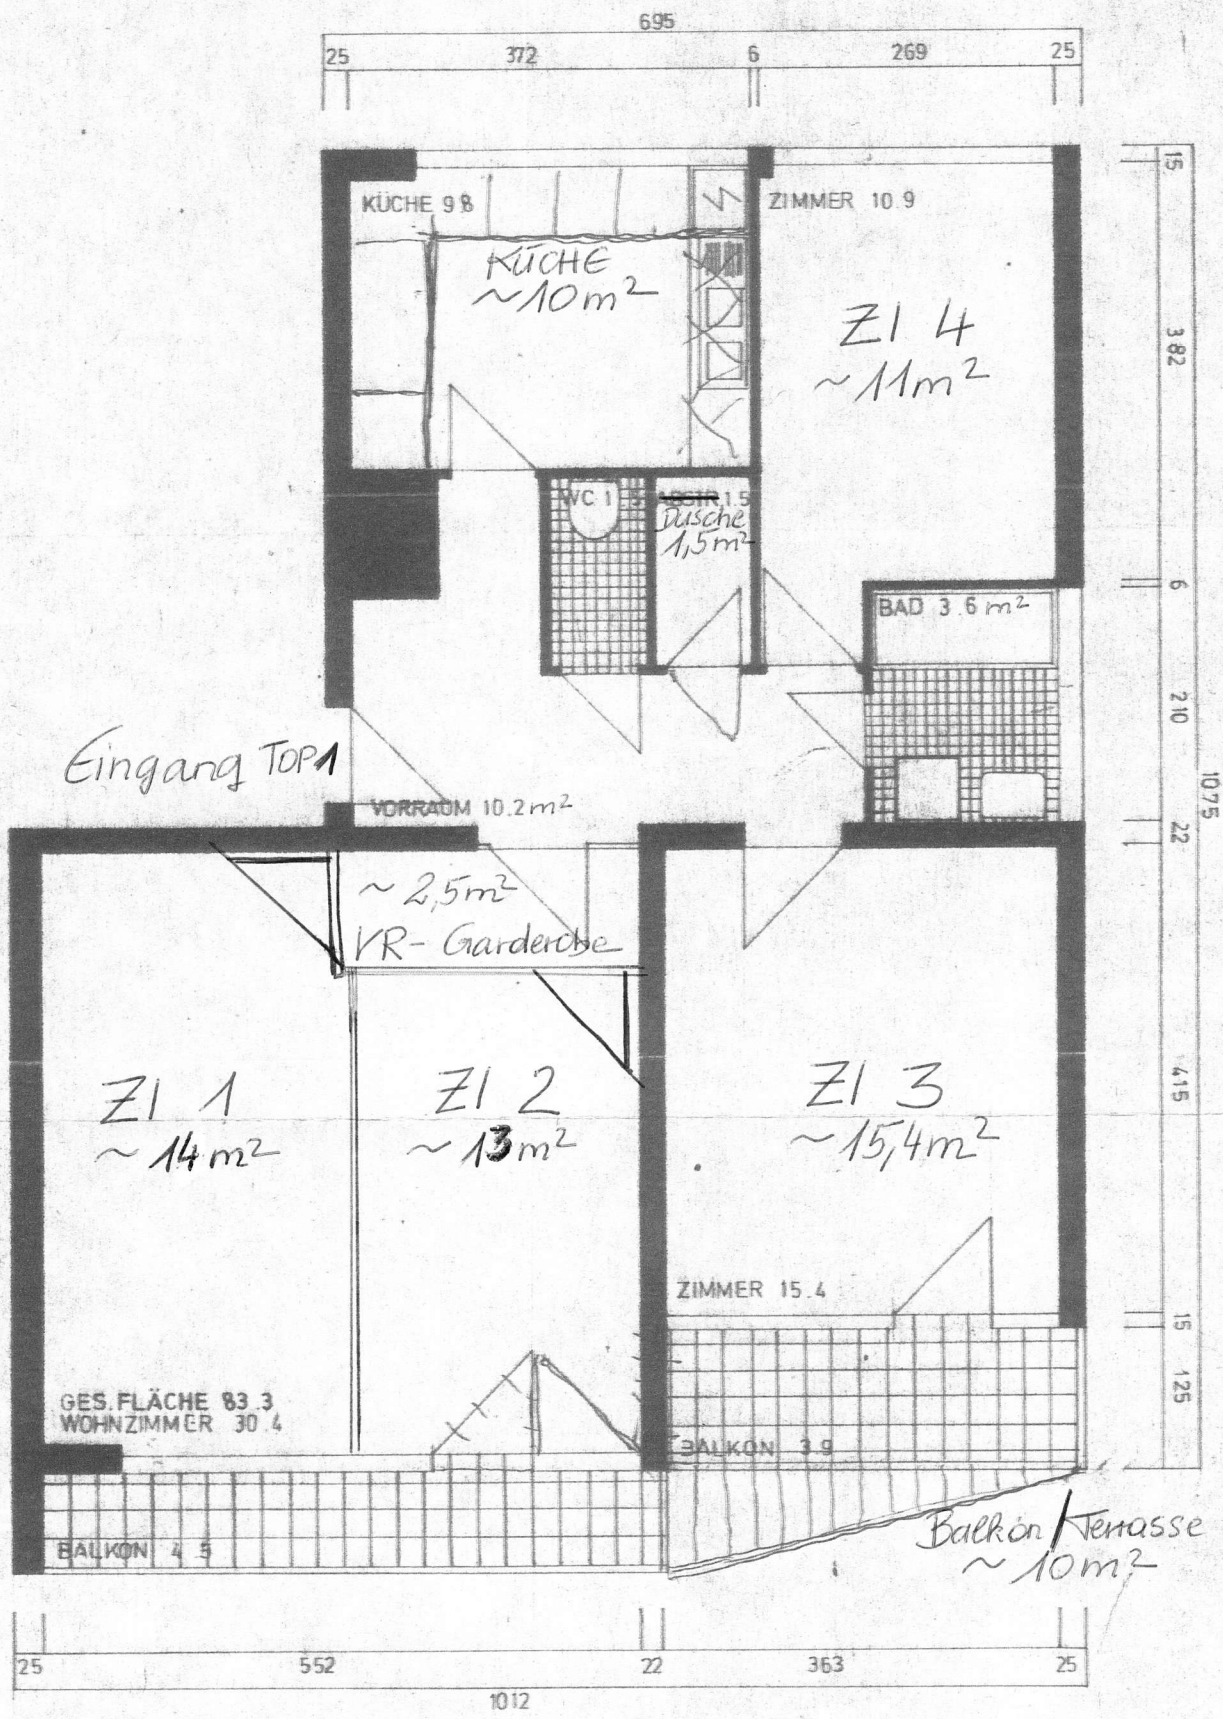 695
25 372 6 269 25
15
KÜCHE 9 8
ZIMMER 10.9
KÜCHE
~10m²
ZI 4
~11m²
382
WC 1.5
ABSTR. 1.5
Dusche
1,5m²
6
BAD 3.6 m²
210
Eingang TOP1
VORRAUM 10.2m²
1075
22
~2,5m²
VR-Garderobe
ZI 1
~14m²
ZI 2
~13m²
ZI 3
~15,4m²
415
ZIMMER 15.4
15
125
GES.FLÄCHE 83.3
WOHNZIMMER 30.4
BALKON 3.9
BALKON 4.5
Balkon/Terrasse
~10m²
25 552 22 363 25
1012